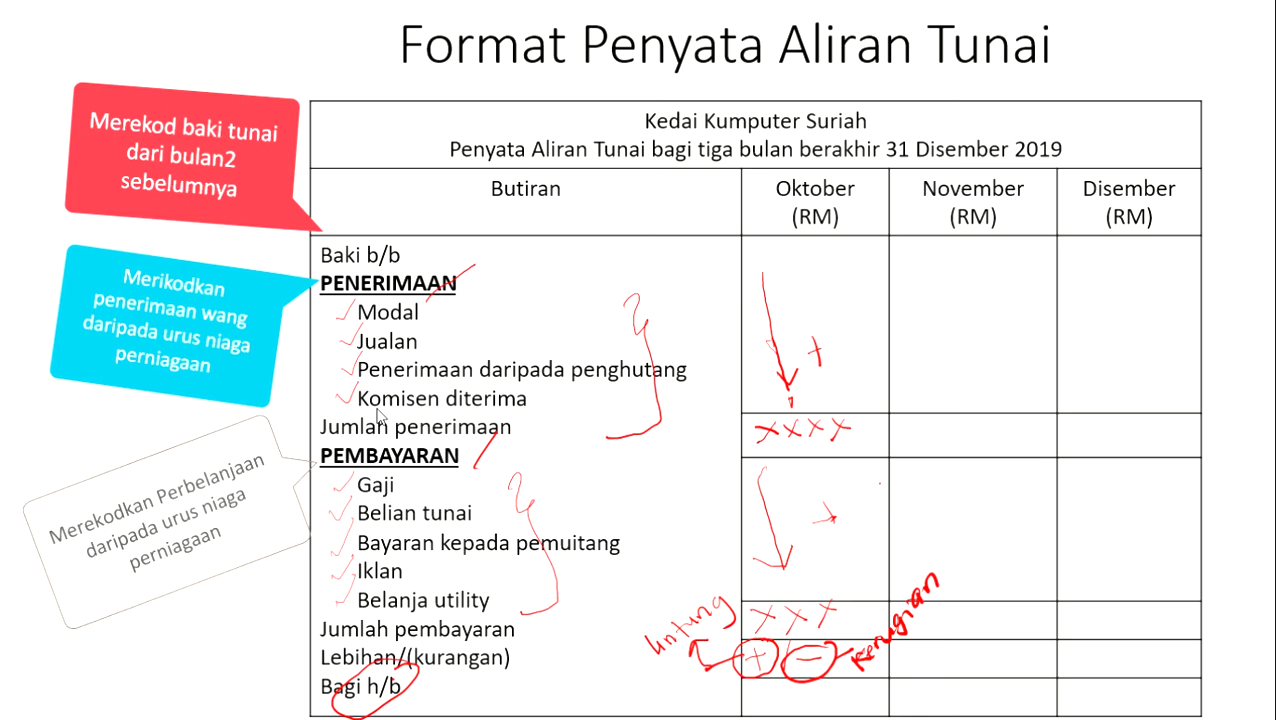 Format Penyata Aliran Tunai
Merekod baki tunai
dari bulan2
sebelumnya
Merikodkan
penerimaan wang
daripada urus niaga
perniagaan
Merekodkan Perbelanjaan
daripada urus niaga
perniagaan
Kedai Kumputer Suriah
Penyata Aliran Tunai bagi tiga bulan berakhir 31 Disember 2019
Butiran
Oktober
(RM)
November
(RM)
Disember
(RM)
Baki b/b
PENERIMAAN
Modal
Jualan
Penerimaan daripada penghutang
Komisen diterima
+
Jumlah penerimaan
XXXX
PEMBAYARAN
Gaji
Belian tunai
Bayaran kepada pemuitang
Iklan
Belanja utility
+
Jumlah pembayaran
XXX
Lebihan/(kurangan)
+ −
Untung
Kerugian
Bagi h/b